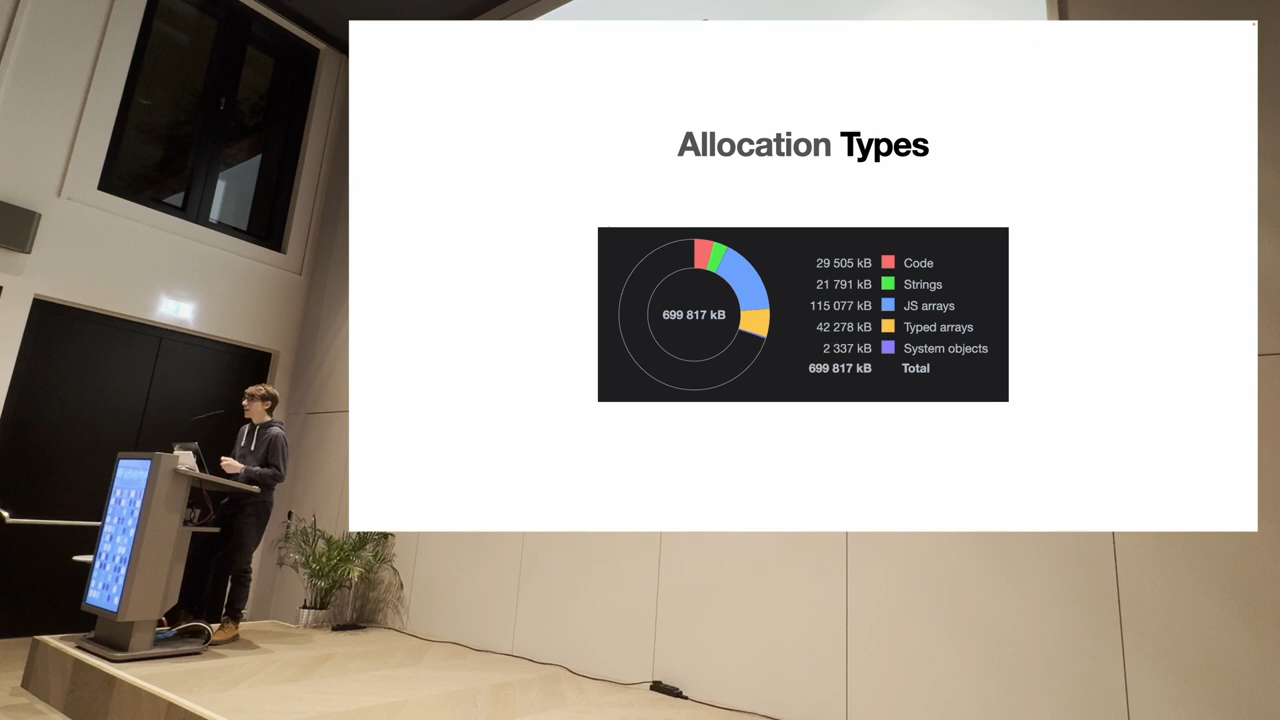 Allocation Types
699 817 kB
29 505 kB Code
21 791 kB Strings
115 077 kB JS arrays
42 278 kB Typed arrays
2 337 kB System objects
699 817 kB Total